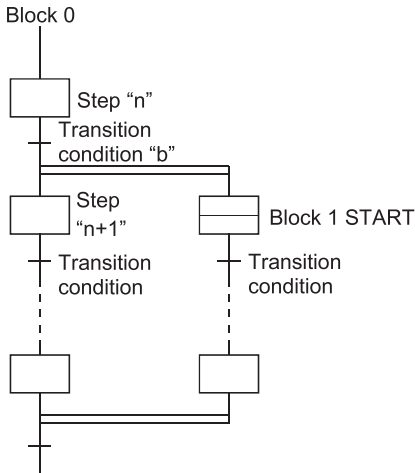 Block 0
Step “n”
Transition
condition “b”
Step
“n+1”
Block 1 START
Transition
condition
Transition
condition